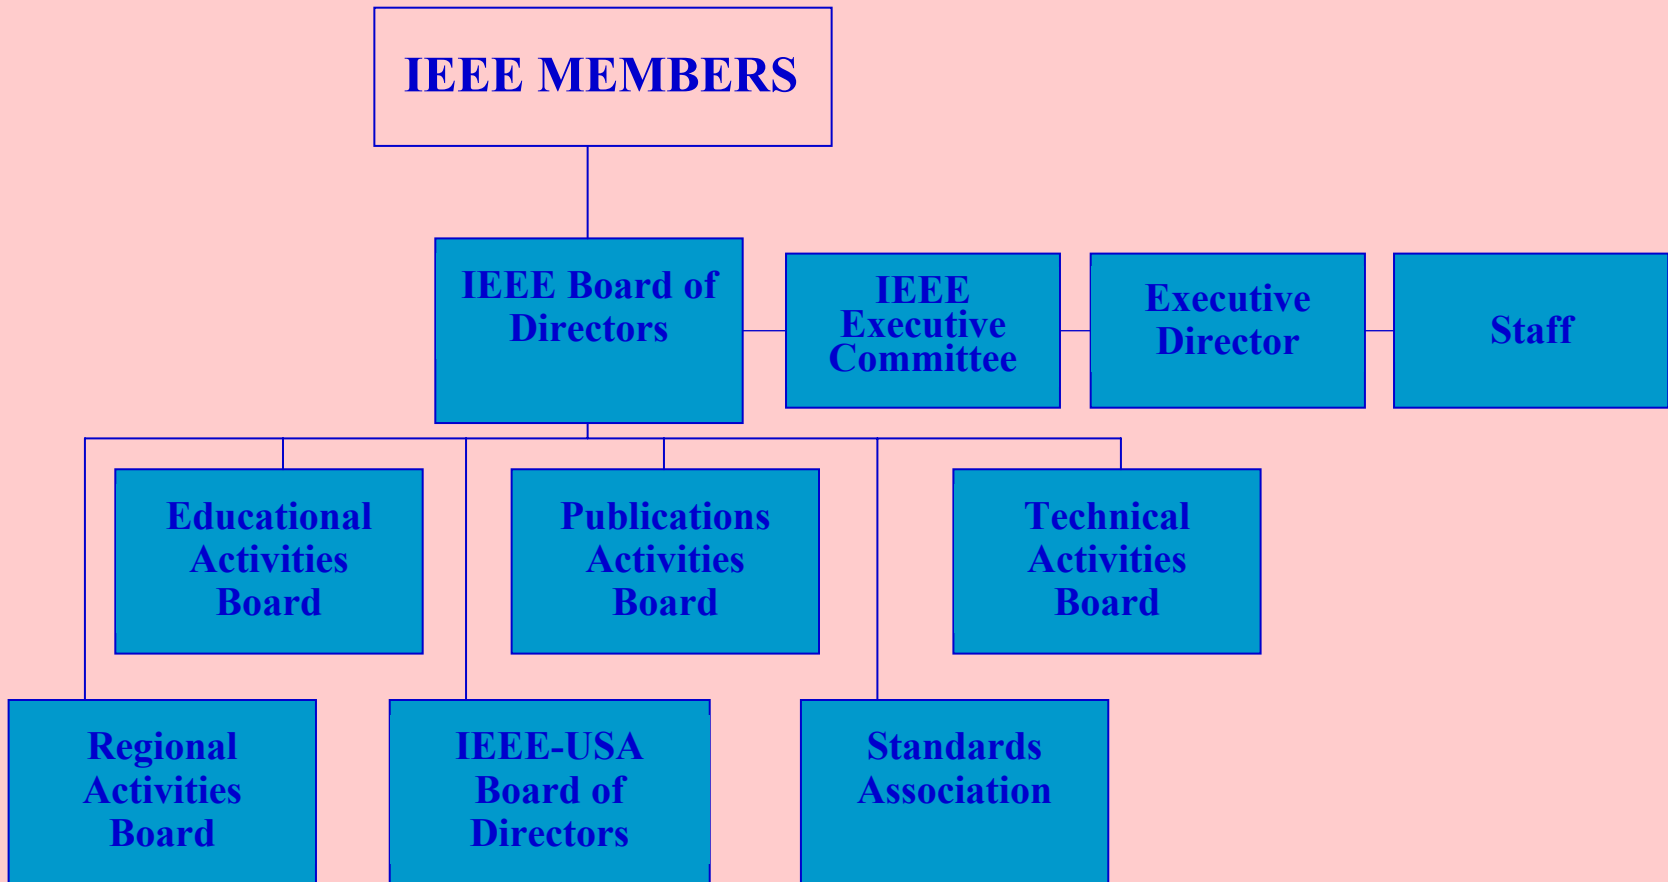 IEEE MEMBERS
IEEE Board of
Directors
IEEE
Executive
Committee
Executive
Director
Staff
Educational
Activities
Board
Publications
Activities
Board
Technical
Activities
Board
Regional
Activities
Board
IEEE-USA
Board of
Directors
Standards
Association